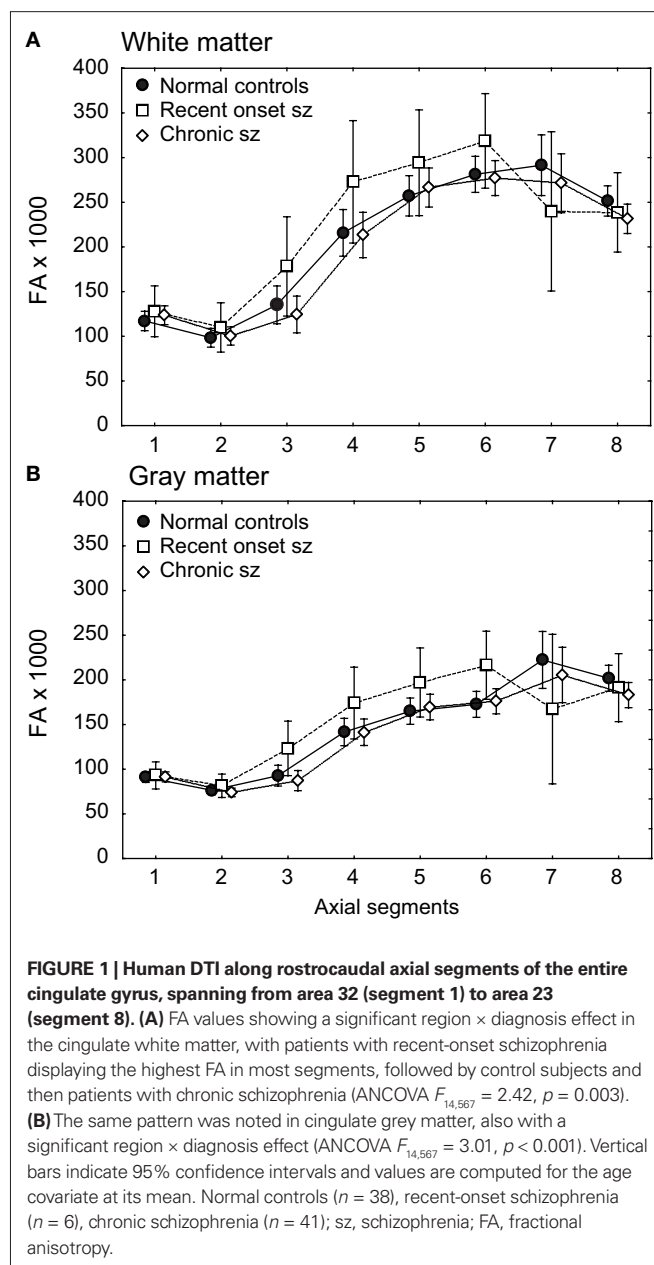 A White matter
400
350
300
250
200
150
100
50
0
FA x 1000
Normal controls
Recent onset sz
Chronic sz
1 2 3 4 5 6 7 8
B Gray matter
400
350
300
250
200
150
100
50
0
FA x 1000
Normal controls
Recent onset sz
Chronic sz
1 2 3 4 5 6 7 8
Axial segments
FIGURE 1 | Human DTI along rostrocaudal axial segments of the entire
cingulate gyrus, spanning from area 32 (segment 1) to area 23
(segment 8). (A) FA values showing a significant region × diagnosis effect in
the cingulate white matter, with patients with recent-onset schizophrenia
displaying the highest FA in most segments, followed by control subjects and
then patients with chronic schizophrenia (ANCOVA F14,567 = 2.42, p = 0.003).
(B) The same pattern was noted in cingulate grey matter, also with a
significant region × diagnosis effect (ANCOVA F14,567 = 3.01, p < 0.001). Vertical
bars indicate 95% confidence intervals and values are computed for the age
covariate at its mean. Normal controls (n = 38), recent-onset schizophrenia
(n = 6), chronic schizophrenia (n = 41); sz, schizophrenia; FA, fractional
anisotropy.